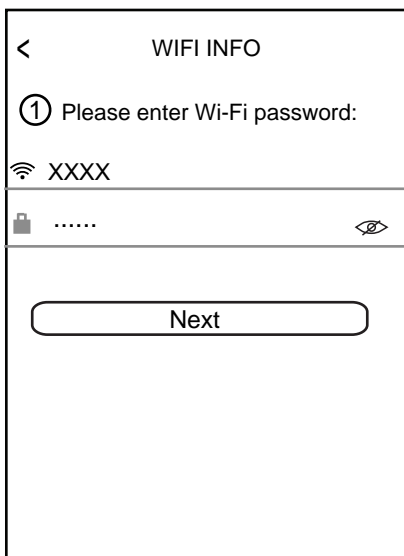 < WIFI INFO
① Please enter Wi-Fi password:
XXXX
......
Next